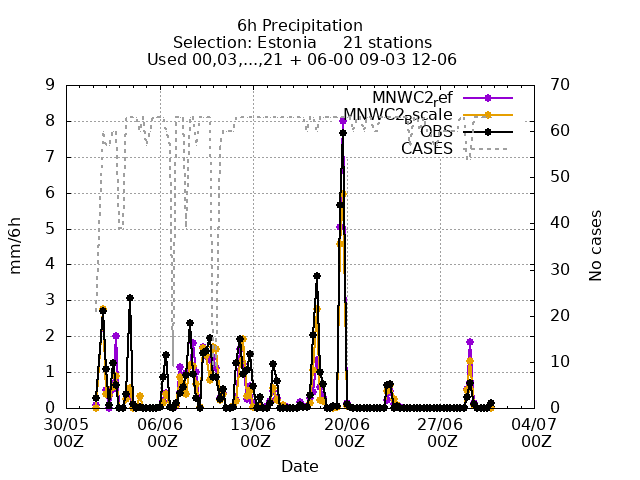 6h Precipitation
Selection: Estonia 21 stations
Used 00,03,...,21 + 06-00 09-03 12-06
9 70
MNWC2ref
MNWC2Bscale
OBS
CASES
8 60
7
6 50
5 40
4
3 30
2 20
1 10
0 0
mm/6h
No cases
30/05 06/06 13/06 20/06 27/06 04/07
00Z 00Z 00Z 00Z 00Z 00Z
Date